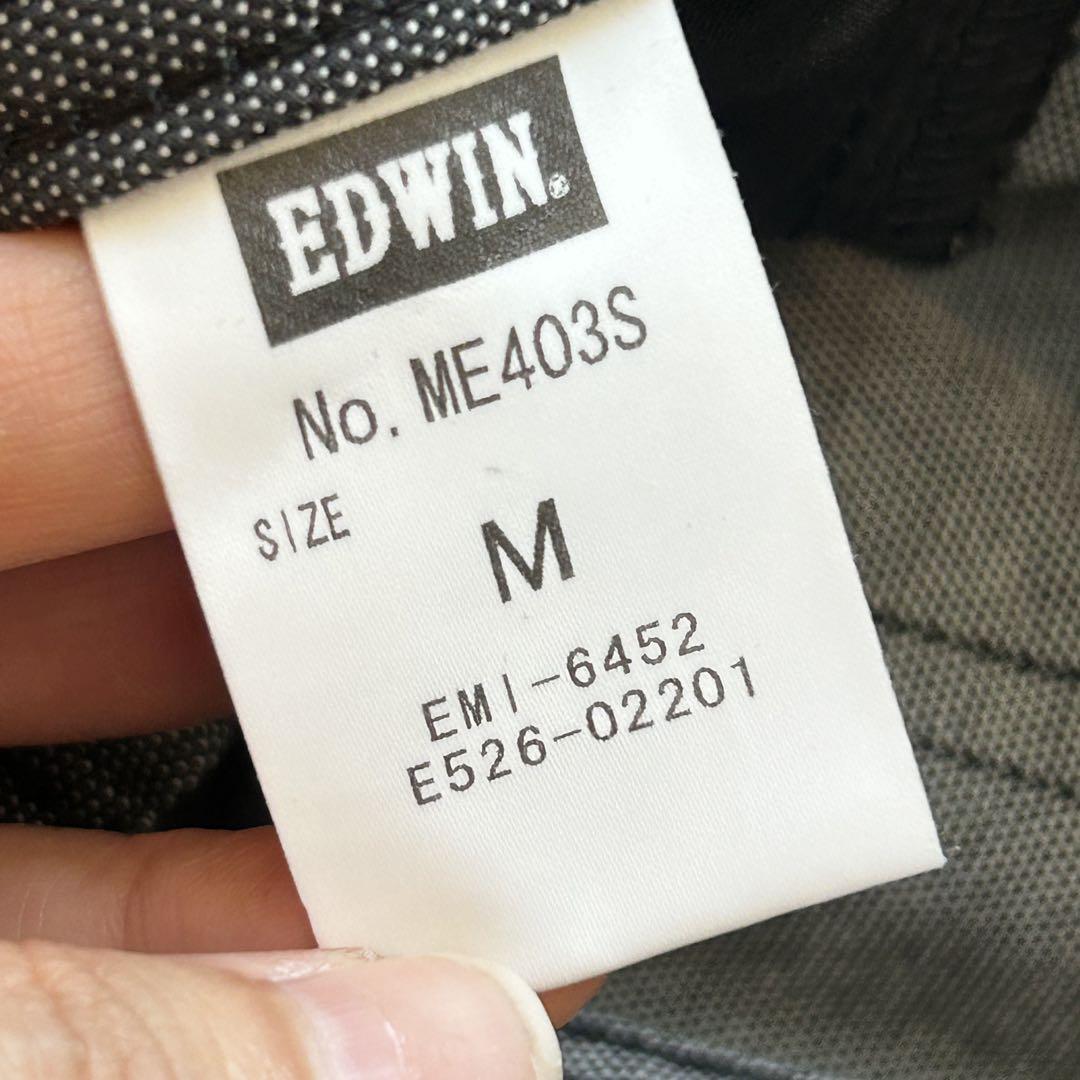 EDWIN®
No. ME403S
SIZE
M
EMI-6452
E526-02201